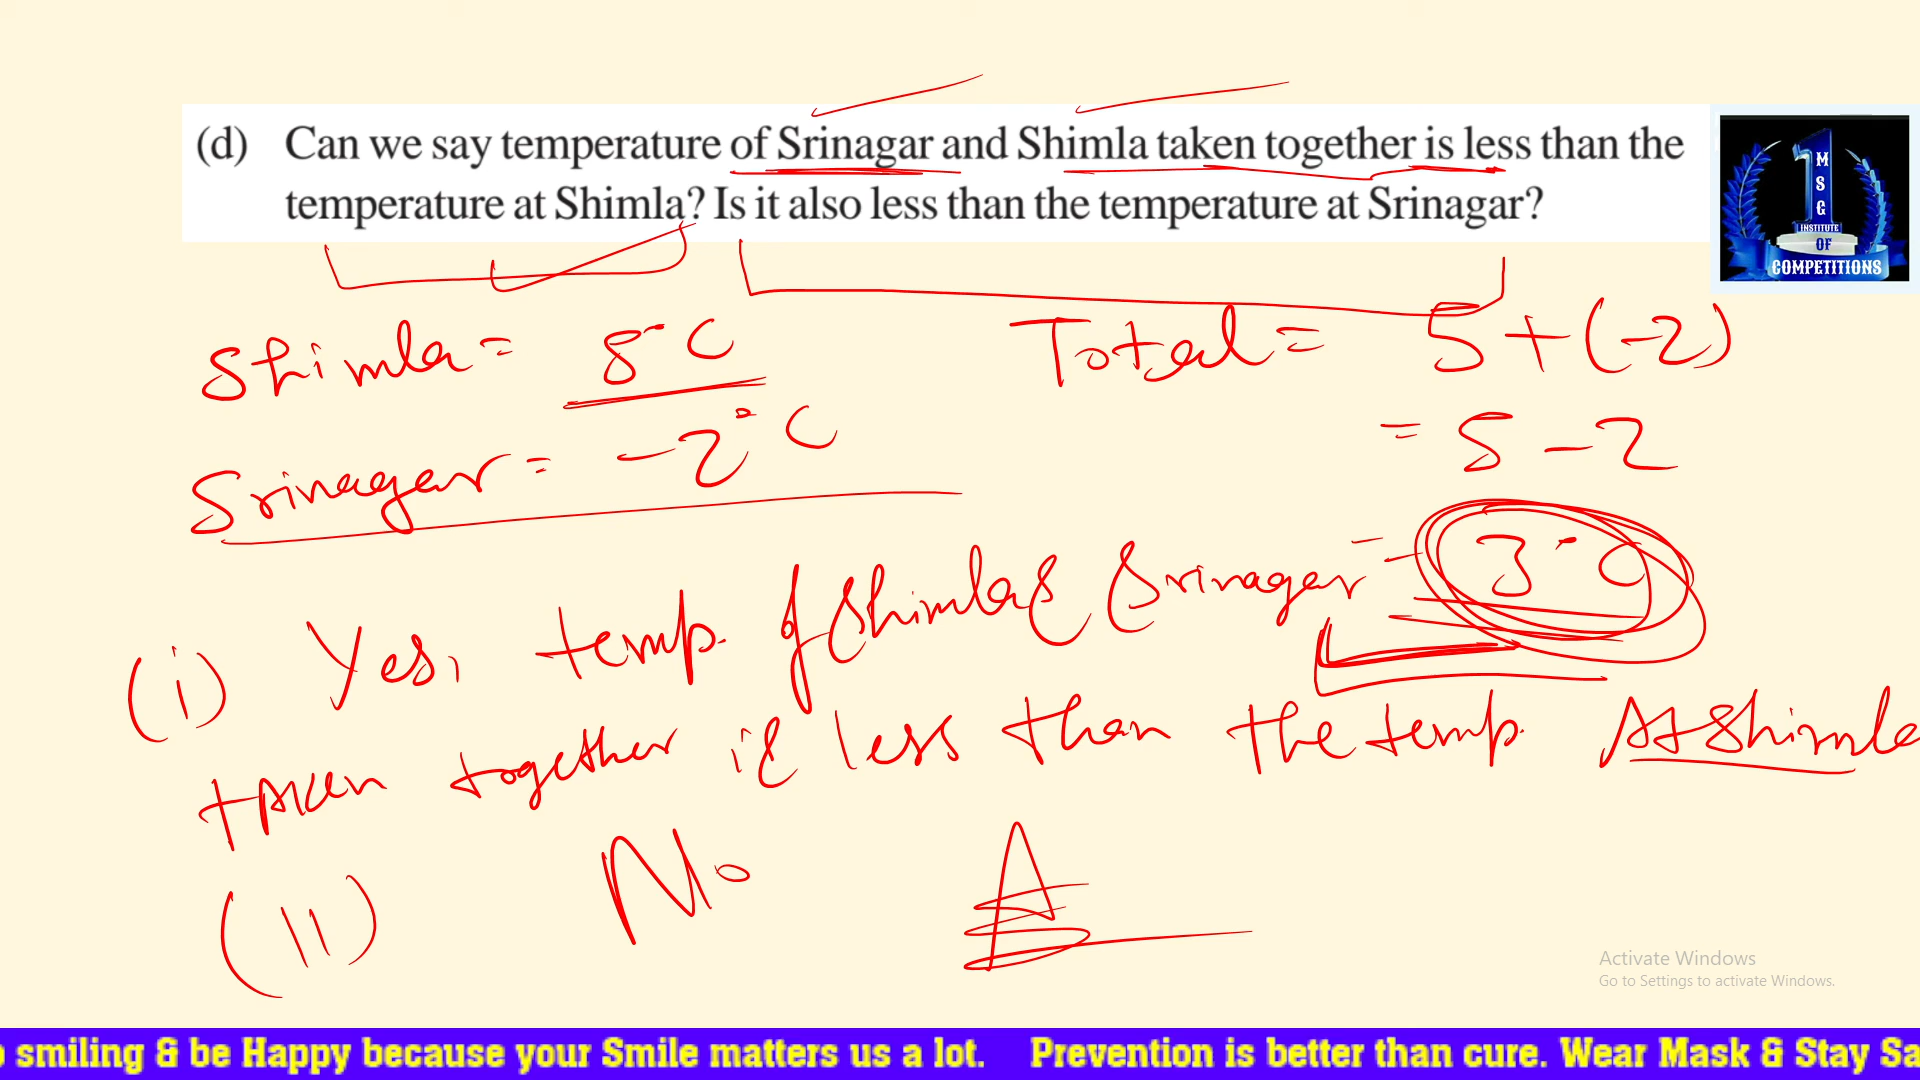 (d) Can we say temperature of Srinagar and Shimla taken together is less than the
temperature at Shimla? Is it also less than the temperature at Srinagar?
1 MSG
INSTITUTE
OF
COMPETITIONS
Shimla = 5°C
Total = 5+(-2)
Srinagar = -2°C
= 5-2
= 3°C
(i) Yes, temp. of Shimla & Srinagar
taken together is less than the temp. At Shimla
(ii) No A
Activate Windows
Go to Settings to activate Windows.
smiling & be Happy because your Smile matters us a lot. Prevention is better than cure. Wear Mask & Stay Sa